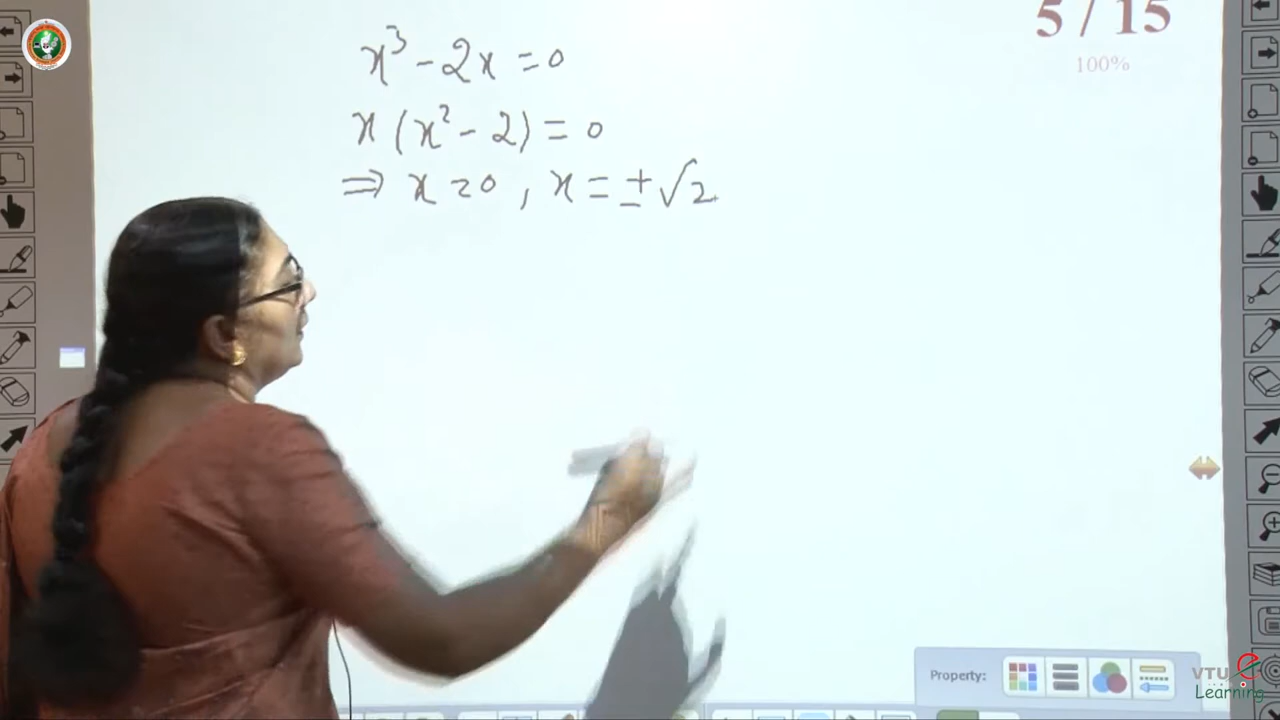 5 / 15
100%
x³ - 2x = 0
x (x² - 2) = 0
⇒ x = 0 , x = ± √2
Property:
VTU e
Learning